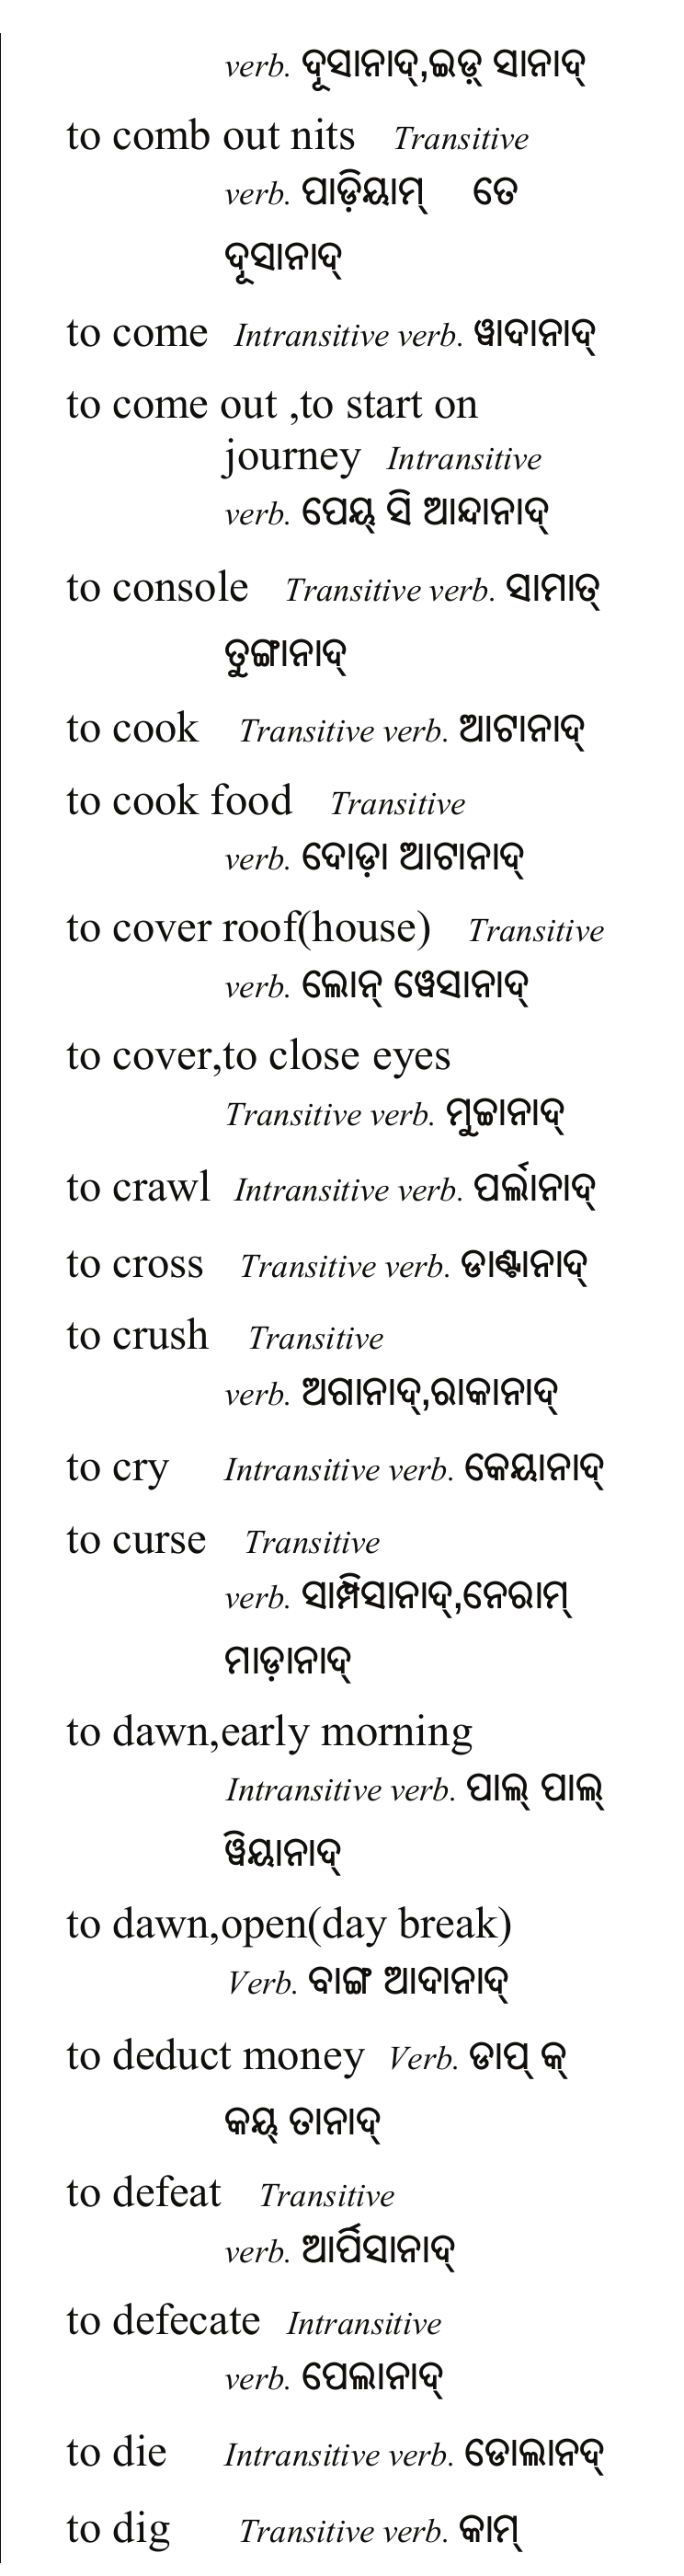 verb. ଦୂସାନାଦ୍,ଇଡ଼୍ ସାନାଦ୍
to comb out nits Transitive
verb. ପାଡ଼ିୟାମ୍ ତେ
ଦୂସାନାଦ୍
to come Intransitive verb. ୱାଦାନାଦ୍
to come out ,to start on
journey Intransitive
verb. ପେୟ୍ ସି ଆନ୍ଦାନାଦ୍
to console Transitive verb. ସାମାତ୍
ତୁଙ୍ଗାନାଦ୍
to cook Transitive verb. ଆଟାନାଦ୍
to cook food Transitive
verb. ଦୋଡ଼ା ଆଟାନାଦ୍
to cover roof(house) Transitive
verb. ଲୋନ୍ ୱେସାନାଦ୍
to cover,to close eyes
Transitive verb. ମୁଚ୍ଚାନାଦ୍
to crawl Intransitive verb. ପର୍ଲାନାଦ୍
to cross Transitive verb. ଡାଣ୍ଟାନାଦ୍
to crush Transitive
verb. ଅଗାନାଦ୍,ରାକାନାଦ୍
to cry Intransitive verb. କେୟାନାଦ୍
to curse Transitive
verb. ସାମ୍ପିସାନାଦ୍,ନେରାମ୍
ମାଡ଼ାନାଦ୍
to dawn,early morning
Intransitive verb. ପାଲ୍ ପାଲ୍
ୱିୟାନାଦ୍
to dawn,open(day break)
Verb. ବାଙ୍ଗ ଆଦାନାଦ୍
to deduct money Verb. ଡାପ୍ କ୍
କୟ୍ ତାନାଦ୍
to defeat Transitive
verb. ଆର୍ପିସାନାଦ୍
to defecate Intransitive
verb. ପେଲାନାଦ୍
to die Intransitive verb. ଡୋଲାନଦ୍
to dig Transitive verb. କାମ୍